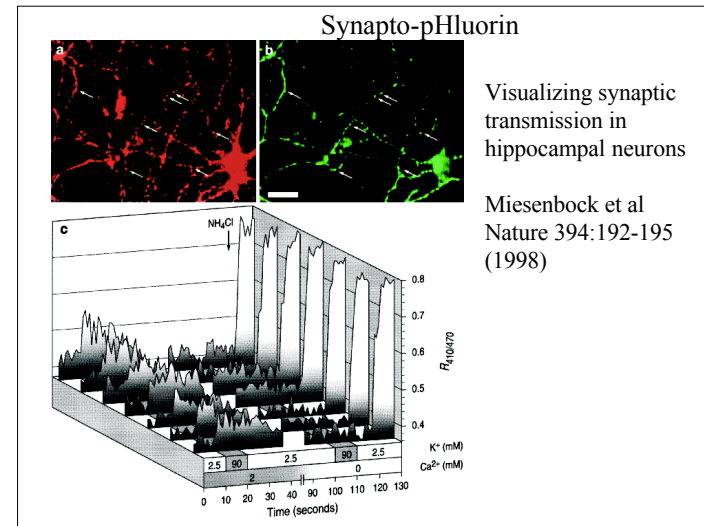 Synapto-pHluorin
a
b
Visualizing synaptic
transmission in
hippocampal neurons
Miesenbock et al
Nature 394:192-195
(1998)
c
NH₄Cl
0.8
0.7
0.6
0.5
0.4
R₄₁₀/₄₇₀
2.5 90 2.5 90 2.5 K⁺ (mM)
2 0 Ca²⁺ (mM)
0 10 20 30 40 90 100 110 120 130
Time (seconds)